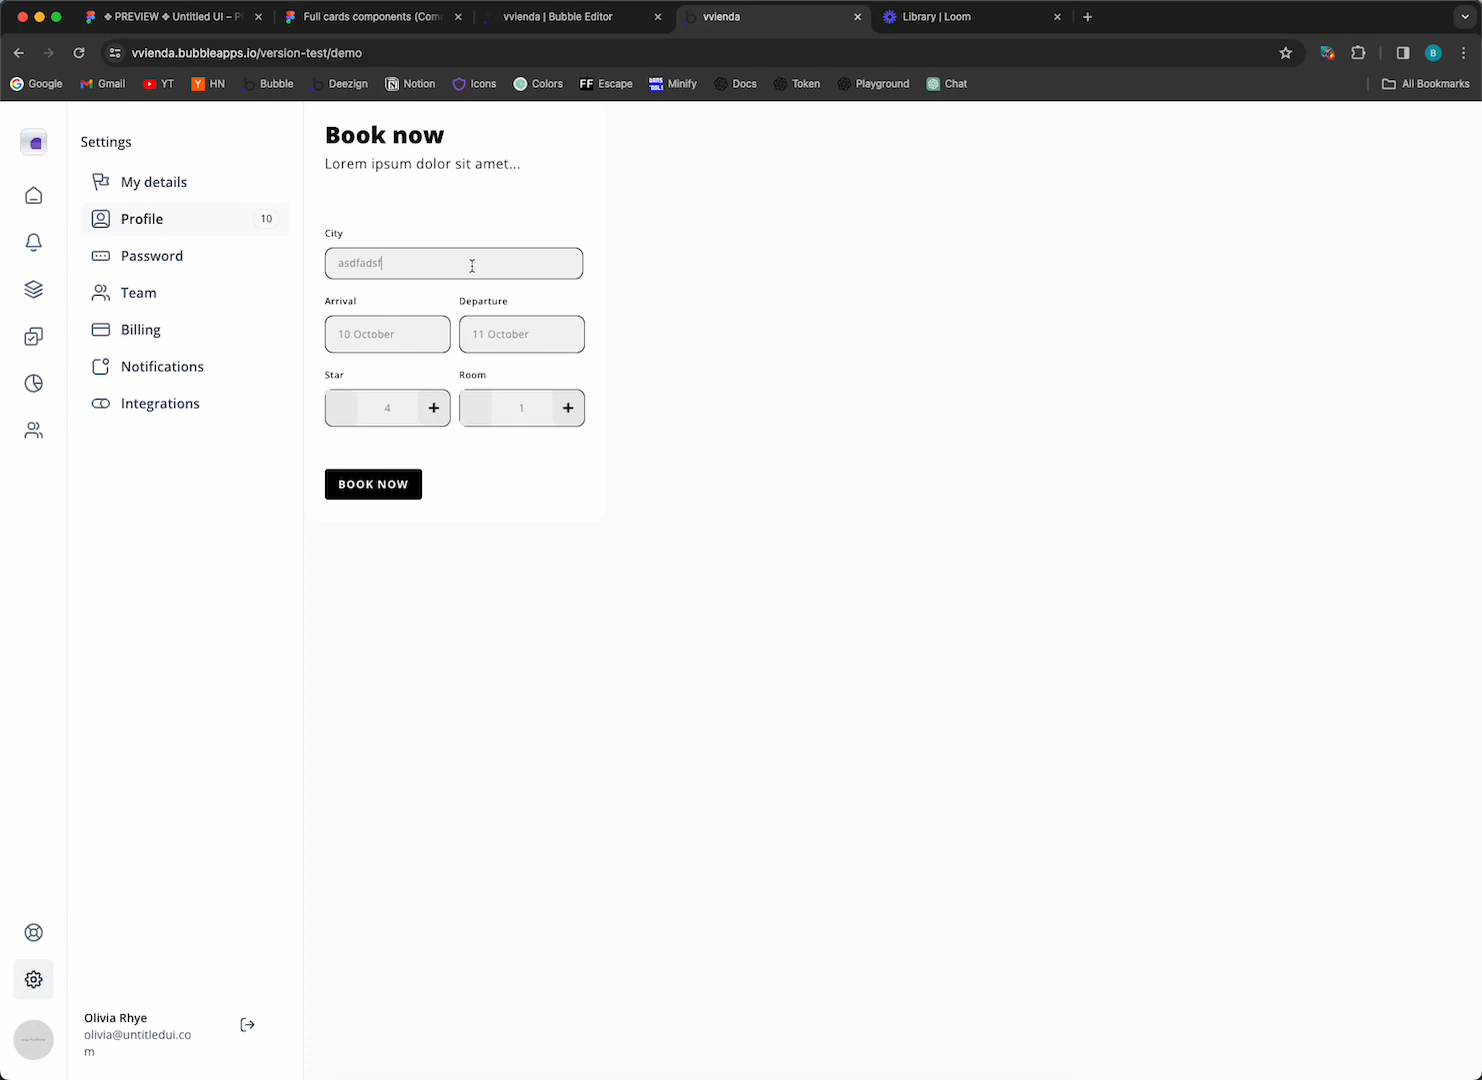 ❖ PREVIEW ❖ Untitled UI – P
Full cards components (Com
vvienda | Bubble Editor
vvienda
Library | Loom
vvienda.bubbleapps.io/version-test/demo
B
Google
Gmail
YT
HN
Bubble
Deezign
Notion
Icons
Colors
FF Escape
Minify
Docs
Token
Playground
Chat
All Bookmarks
Settings
My details
Profile 10
Password
Team
Billing
Notifications
Integrations
Book now
Lorem ipsum dolor sit amet...
City
asdfadsf
Arrival Departure
10 October 11 October
Star Room
4 + 1 +
BOOK NOW
Olivia Rhye
olivia@untitledui.co
m